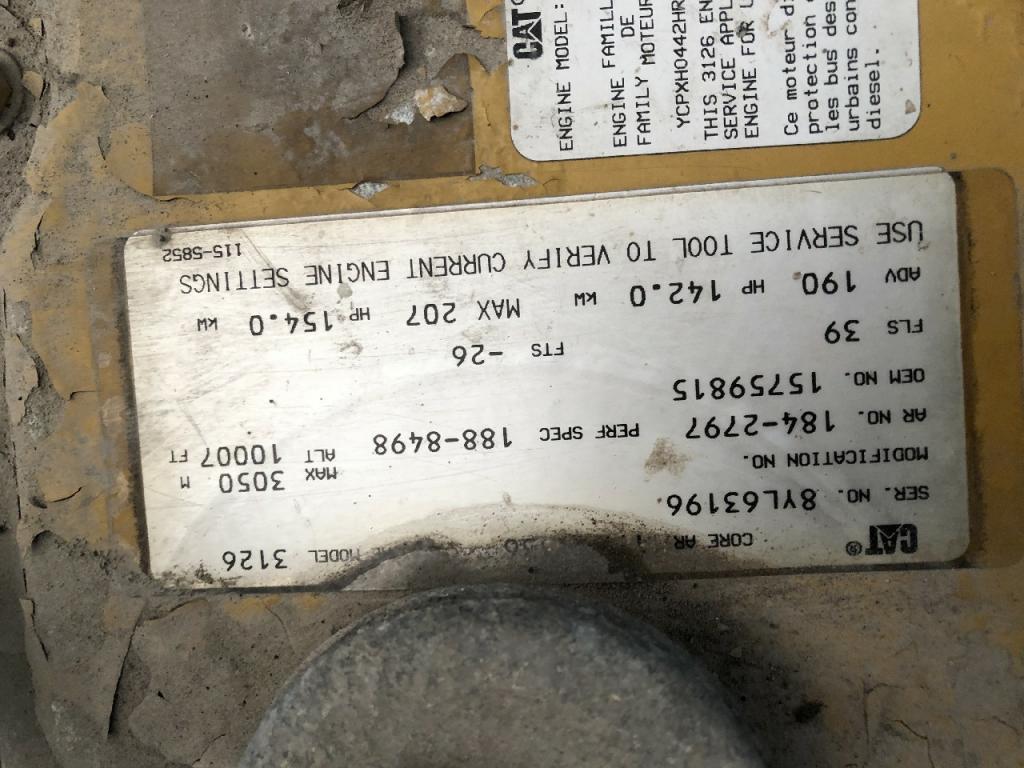 CAT® CORE AR MODEL 3126
SER. NO. 8YL63196
MODIFICATION NO. MAX 3050 M
AR NO. 184-2797 PERF SPEC 188-8498 ALT 10007 FT
OEM NO. 15759815
FLS 39 FTS -26
ADV 190 HP 142.0 KW MAX 207 HP 154.0 KW
USE SERVICE TOOL TO VERIFY CURRENT ENGINE SETTINGS
115-5852
CAT
ENGINE MODEL:
ENGINE FAMILL
DE
FAMILY MOTEUR
YCPXH0442HR
THIS 3126 EN
SERVICE APPL
ENGINE FOR U
Ce moteur di
protection
les bus des
urbains con
diesel.